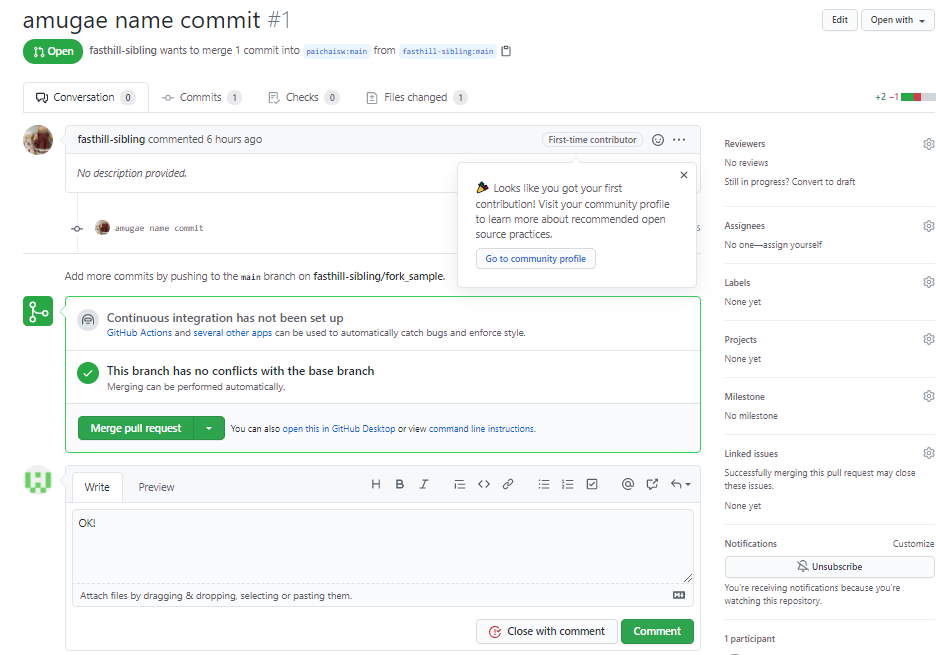 amugae name commit #1
Edit
Open with
Open
fasthill-sibling wants to merge 1 commit into paichaisw:main from fasthill-sibling:main
Conversation 0
Commits 1
Checks 0
Files changed 1
+2 −1
fasthill-sibling commented 6 hours ago
First-time contributor
No description provided.
Looks like you got your first
contribution! Visit your community profile
to learn more about recommended open
source practices.
Go to community profile
amugae name commit
Add more commits by pushing to the main branch on fasthill-sibling/fork_sample.
Continuous integration has not been set up
GitHub Actions and several other apps can be used to automatically catch bugs and enforce style.
This branch has no conflicts with the base branch
Merging can be performed automatically.
Merge pull request
You can also open this in GitHub Desktop or view command line instructions.
Write
Preview
OK!
Attach files by dragging & dropping, selecting or pasting them.
Close with comment
Comment
Reviewers
No reviews
Still in progress? Convert to draft
Assignees
No one—assign yourself
Labels
None yet
Projects
None yet
Milestone
No milestone
Linked issues
Successfully merging this pull request may close
these issues.
None yet
Notifications
Customize
Unsubscribe
You're receiving notifications because you're
watching this repository.
1 participant